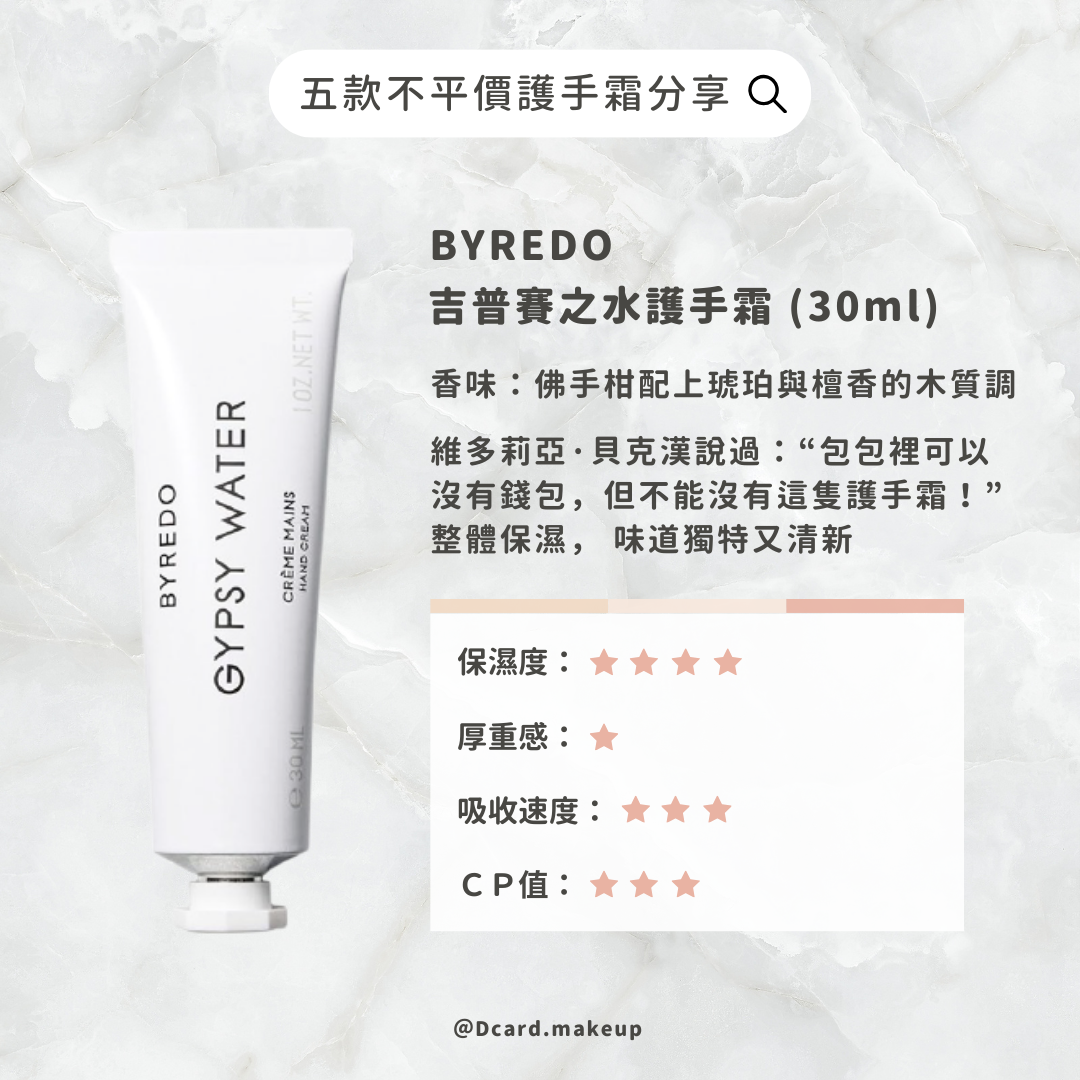 五款不平價護手霜分享
BYREDO
吉普賽之水護手霜 (30ml)
香味：佛手柑配上琥珀與檀香的木質調
維多莉亞·貝克漢說過：“包包裡可以
沒有錢包，但不能沒有這隻護手霜！”
整體保濕， 味道獨特又清新
保濕度：
厚重感：
吸收速度：
ＣＰ值：
BYREDO
GYPSY WATER
CRÈME MAINS
HAND CREAM
1 OZ. NET WT.
℮ 30 ML
@Dcard.makeup